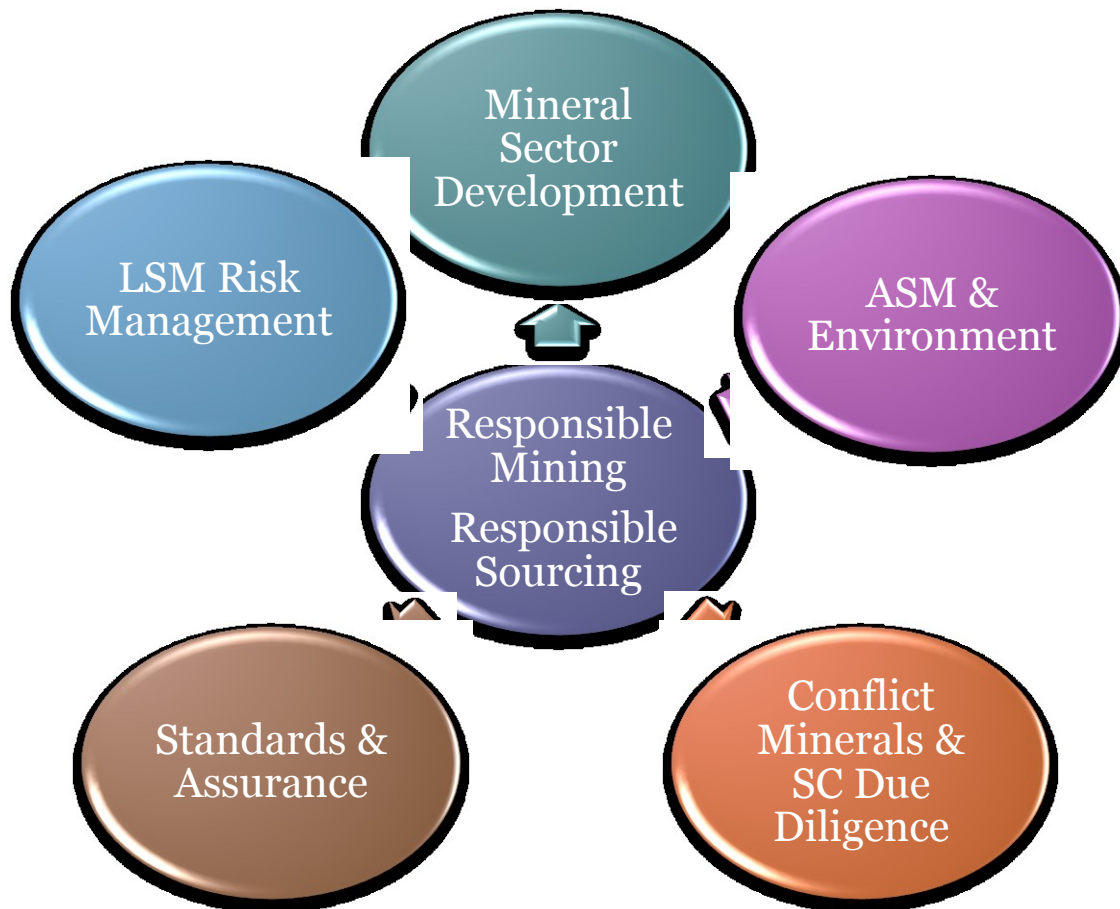 Mineral
Sector
Development
LSM Risk
Management
ASM &
Environment
Responsible
Mining
Responsible
Sourcing
Standards &
Assurance
Conflict
Minerals &
SC Due
Diligence